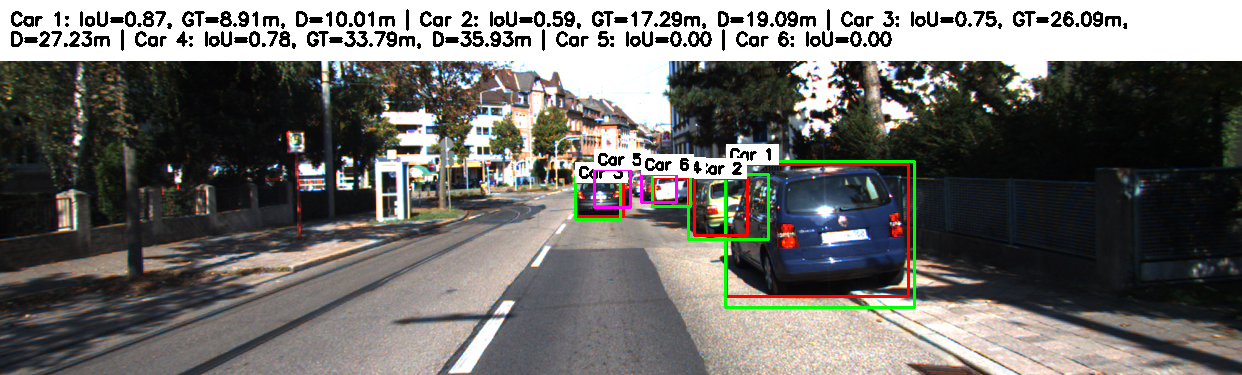 Car 1: IoU=0.87, GT=8.91m, D=10.01m | Car 2: IoU=0.59, GT=17.29m, D=19.09m | Car 3: IoU=0.75, GT=26.09m,
D=27.23m | Car 4: IoU=0.78, GT=33.79m, D=35.93m | Car 5: IoU=0.00 | Car 6: IoU=0.00
Car 1
Car 5
Car 6
4
Car 2
Car 3